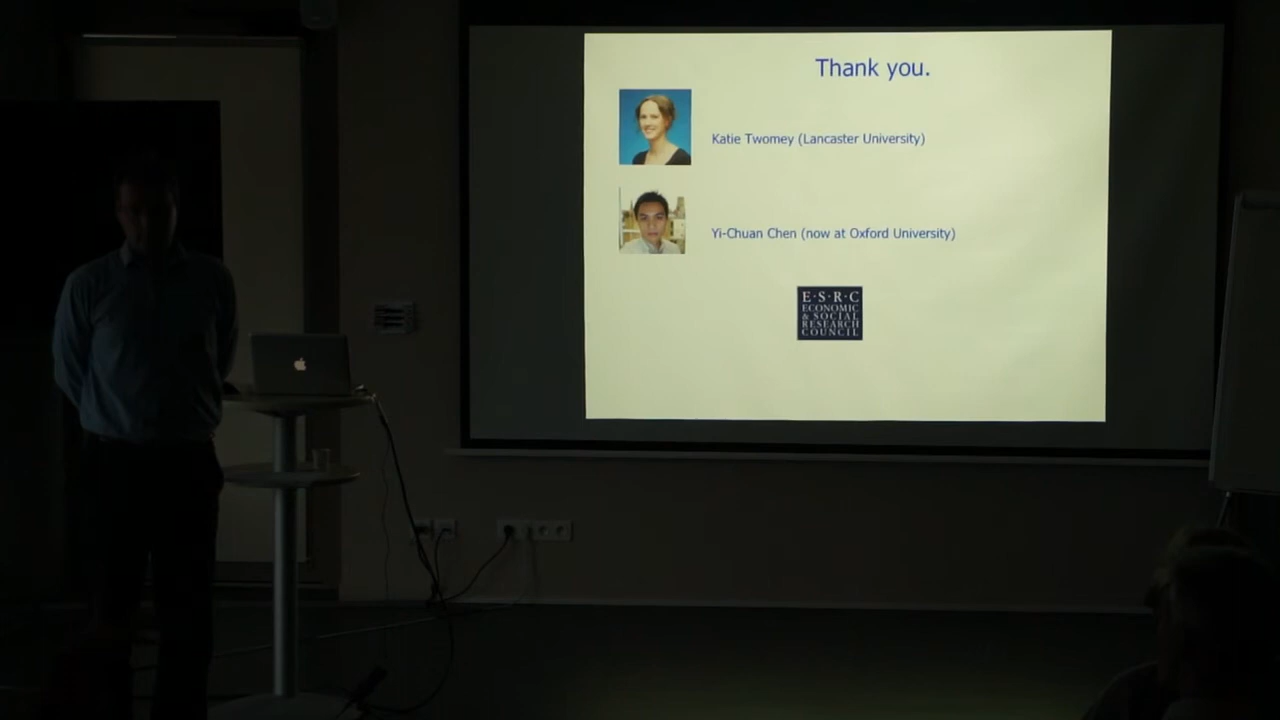 Thank you.
Katie Twomey (Lancaster University)
Yi-Chuan Chen (now at Oxford University)
E·S·R·C
ECONOMIC
& SOCIAL
RESEARCH
COUNCIL